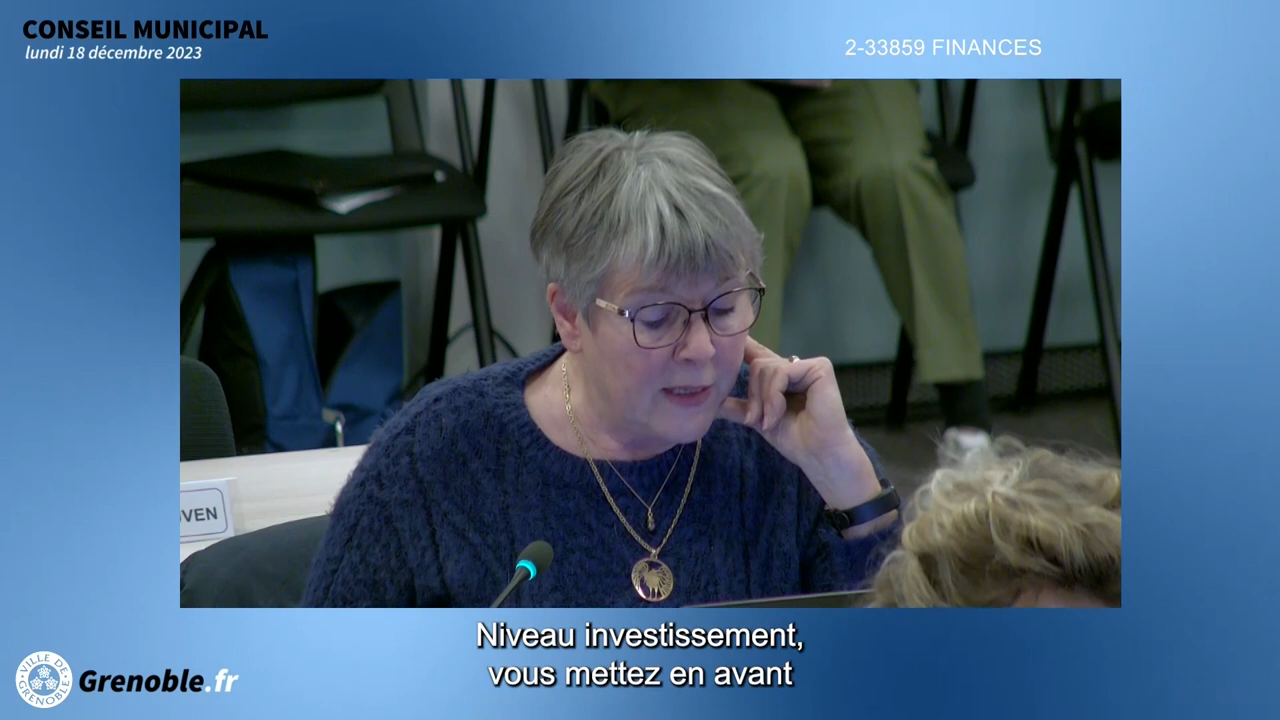 CONSEIL MUNICIPAL
lundi 18 décembre 2023
2-33859 FINANCES
VEN
Niveau investissement,
vous mettez en avant
VILLE DE
GRENOBLE
Grenoble.fr